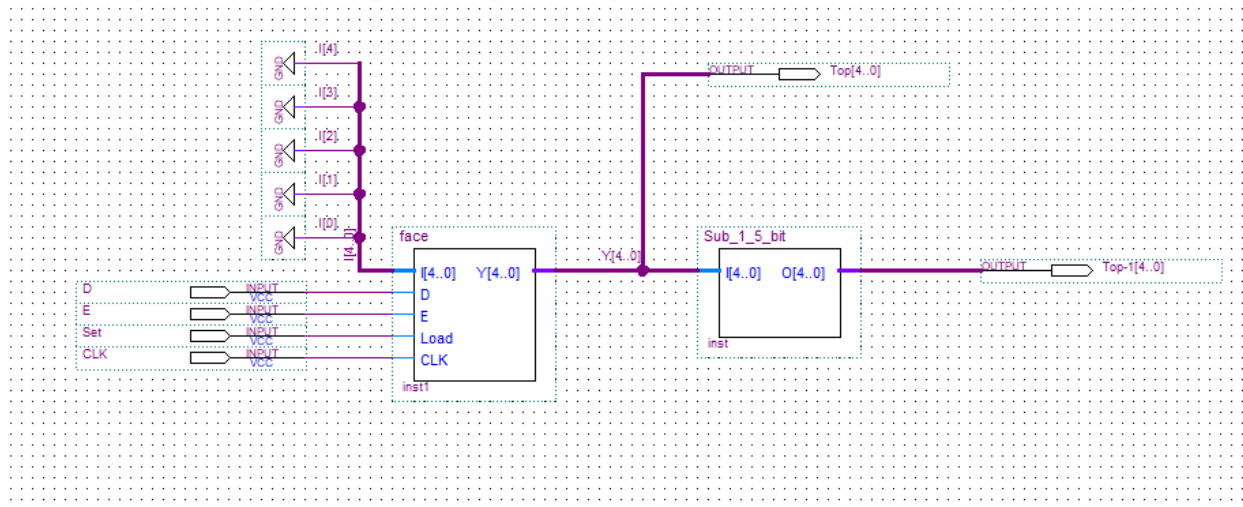 I[4]
GND
I[3]
GND
I[2]
GND
I[1]
GND
I[0]
GND
I[4..0]
OUTPUT
Top[4..0]
face
I[4..0]
Y[4..0]
D
E
Load
CLK
inst1
D
INPUT
VCC
E
INPUT
VCC
Set
INPUT
VCC
CLK
INPUT
VCC
Y[4..0]
Sub_1_5_bit
I[4..0]
O[4..0]
inst
OUTPUT
Top-1[4..0]